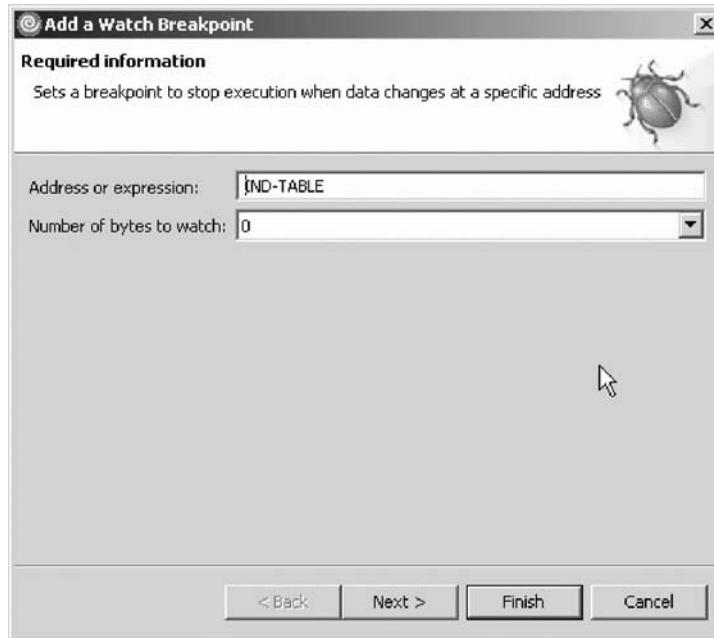 Add a Watch Breakpoint
Required information
Sets a breakpoint to stop execution when data changes at a specific address
Address or expression: IND-TABLE
Number of bytes to watch: 0
< Back Next > Finish Cancel